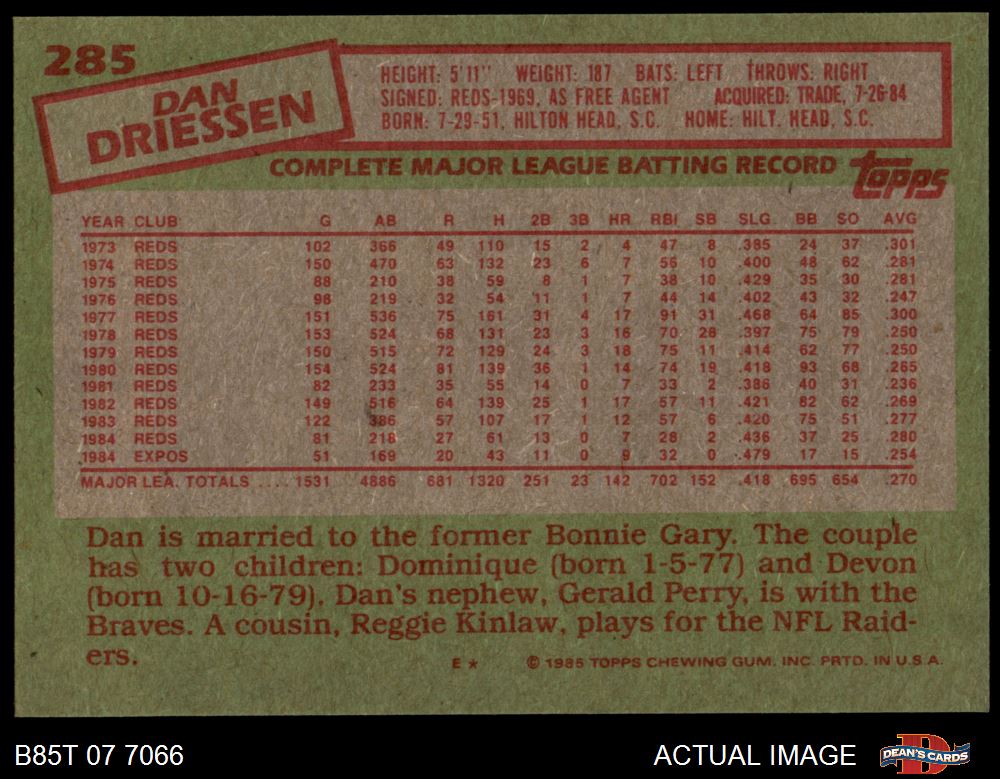 285
DAN
DRIESSEN
HEIGHT: 5'11" WEIGHT: 187 BATS: LEFT THROWS: RIGHT
SIGNED: REDS-1969, AS FREE AGENT ACQUIRED: TRADE, 7-26-84
BORN: 7-29-51, HILTON HEAD, S.C. HOME: HILT. HEAD, S.C.
COMPLETE MAJOR LEAGUE BATTING RECORD
topps
YEAR CLUB G AB R H 2B 3B HR RBI SB SLG BB SO AVG
1973 REDS 102 366 49 110 15 2 4 47 8 .385 24 37 .301
1974 REDS 150 470 63 132 23 6 7 56 10 .400 48 62 .281
1975 REDS 88 210 38 59 8 1 7 38 10 .429 35 30 .281
1976 REDS 98 219 32 54 11 1 7 44 14 .402 43 32 .247
1977 REDS 151 536 75 161 31 4 17 91 31 .468 64 85 .300
1978 REDS 153 524 68 131 23 3 16 70 28 .397 75 79 .250
1979 REDS 150 515 72 129 24 3 18 75 11 .414 62 77 .250
1980 REDS 154 524 81 139 36 1 14 74 19 .418 93 68 .265
1981 REDS 82 233 35 55 14 0 7 33 2 .386 40 31 .236
1982 REDS 149 516 64 139 25 1 17 57 11 .421 82 62 .269
1983 REDS 122 386 57 107 17 1 12 57 6 .420 75 51 .277
1984 REDS 81 218 27 61 13 0 7 28 2 .436 37 25 .280
1984 EXPOS 51 169 20 43 11 0 9 32 0 .479 17 15 .254
MAJOR LEA. TOTALS .... 1531 4886 681 1320 251 23 142 702 152 .418 695 654 .270
Dan is married to the former Bonnie Gary. The couple
has two children: Dominique (born 1-5-77) and Devon
(born 10-16-79). Dan's nephew, Gerald Perry, is with the
Braves. A cousin, Reggie Kinlaw, plays for the NFL Raid-
ers.
E * © 1985 TOPPS CHEWING GUM. INC. PRTD. IN U.S.A.
B85T 07 7066 ACTUAL IMAGE DEAN'S CARDS